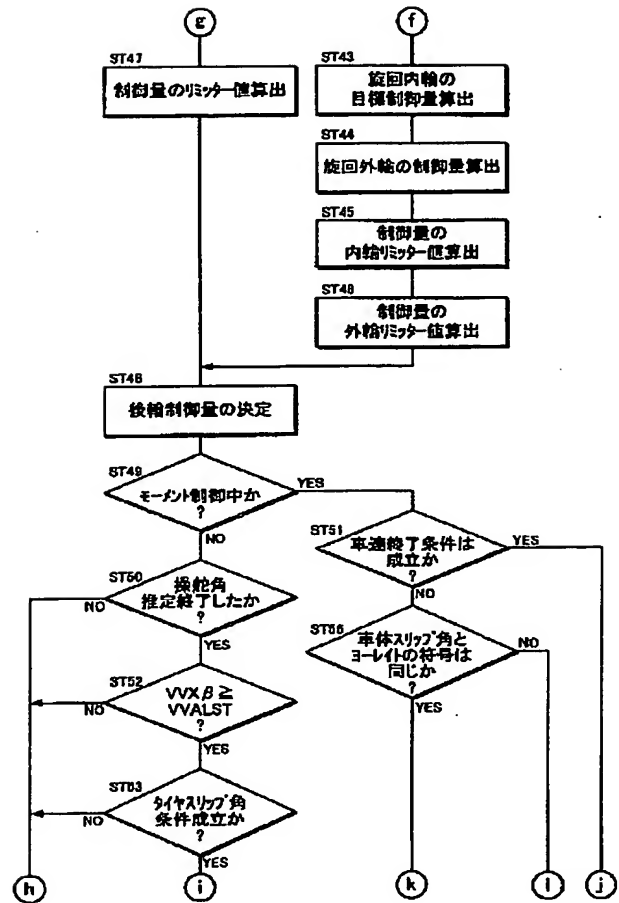 g
f
ST47
制御量のリミッター値算出
ST43
旋回内輪の
目標制御量算出
ST44
旋回外輪の制御量算出
ST45
制御量の
内輪リミッター値算出
ST48
制御量の
外輪リミッター値算出
ST48
後輪制御量の決定
ST49
モーメント制御中か
?
YES
NO
ST51
車速終了条件は
成立か
?
YES
NO
ST50
操舵角
推定終了したか
?
NO
YES
ST56
車体スリップ角と
ヨーレイトの符号は
同じか
?
NO
YES
ST52
VVXβ≧
VVALST
?
NO
YES
ST53
タイヤスリップ角
条件成立か
?
NO
YES
h
i
k
l
j